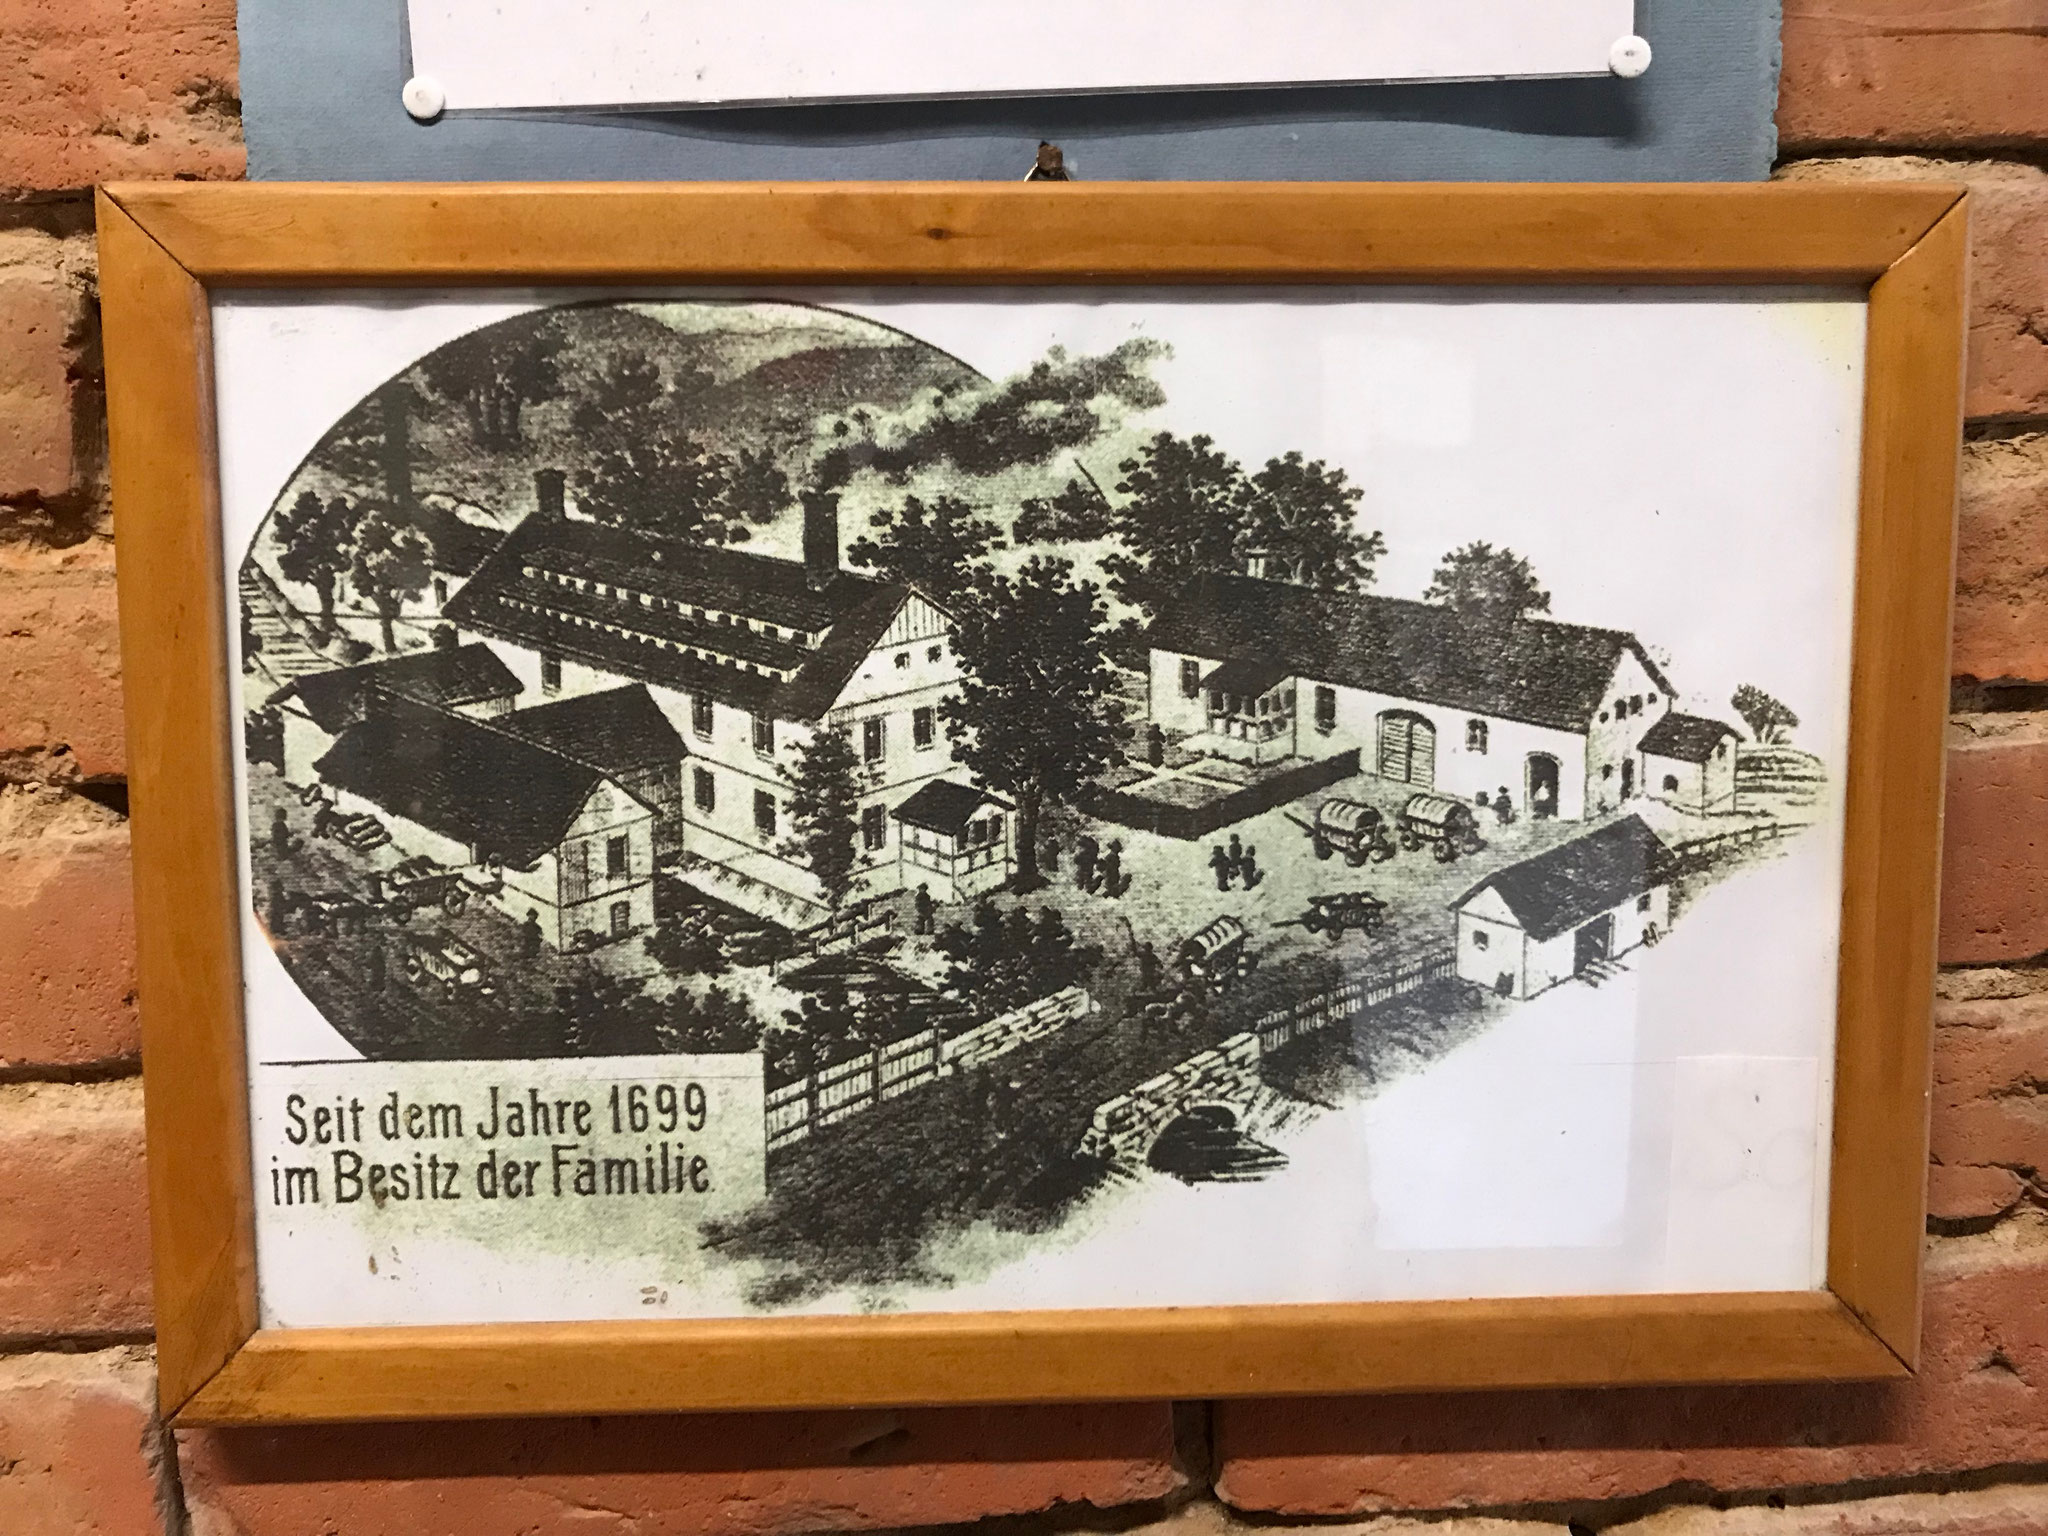 Seit dem Jahre 1699
im Besitz der Familie